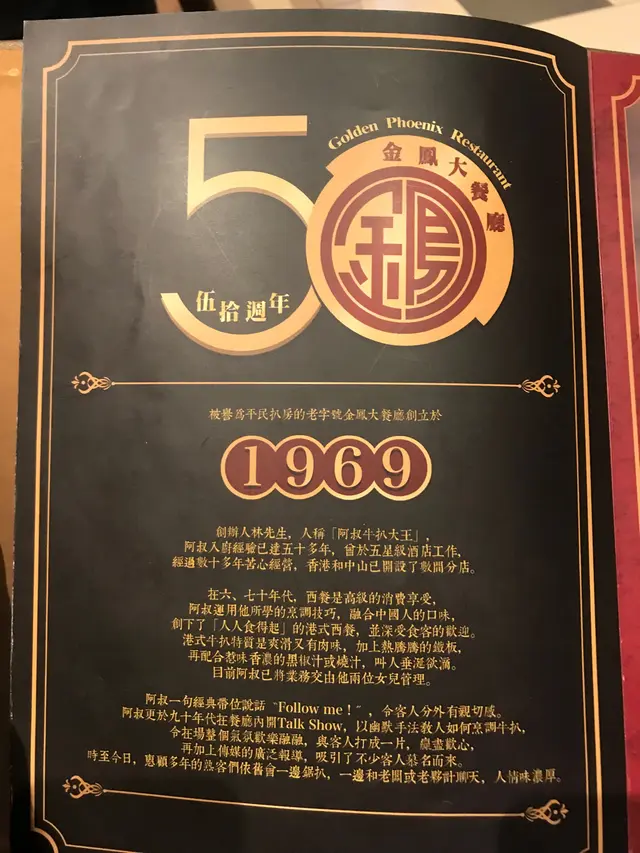 50
Golden Phoenix Restaurant
金鳳大餐廳
伍拾週年
被譽為平民扒房的老字號金鳳大餐廳創立於
1969
創辦人林先生，人稱「阿叔牛扒大王」，
阿叔入廚經驗已達五十多年，曾於五星級酒店工作，
經過數十多年苦心經營，香港和中山已開設了數間分店。
在六、七十年代，西餐是高級的消費享受，
阿叔運用他所學的烹調技巧，融合中國人的口味，
創下了「人人食得起」的港式西餐，並深受食客的歡迎。
港式牛扒特質是爽滑又有肉味，加上熱騰騰的鐵板，
再配合惹味香濃的黑椒汁或燒汁，叫人垂涎欲滴。
目前阿叔已將業務交由他兩位女兒管理。
阿叔一句經典帶位說話“Follow me！”，令客人分外有親切感。
阿叔更於九十年代在餐廳內開Talk Show，以幽默手法教人如何烹調牛扒，
令在場整個氣氛歡樂融融，與客人打成一片，盡歡心，
再加上傳媒的廣泛報導，吸引了不少客人慕名而來。
時至今日，惠顧多年的熟客們依舊會一邊鋸扒，一邊和老闆或老夥計聊天，人情味濃厚。